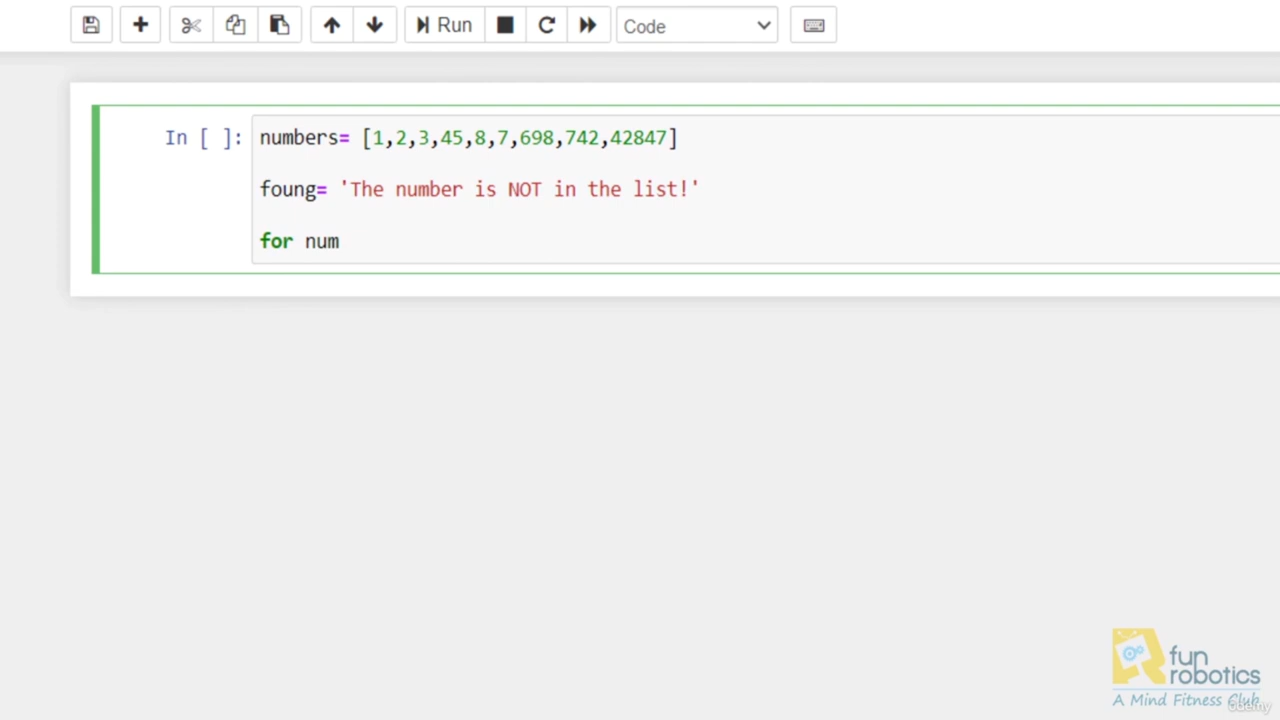 Run
Code
In [ ]:
numbers= [1,2,3,45,8,7,698,742,42847]
foung= 'The number is NOT in the list!'
for num
fun
robotics
A Mind Fitness Club
ûdemy